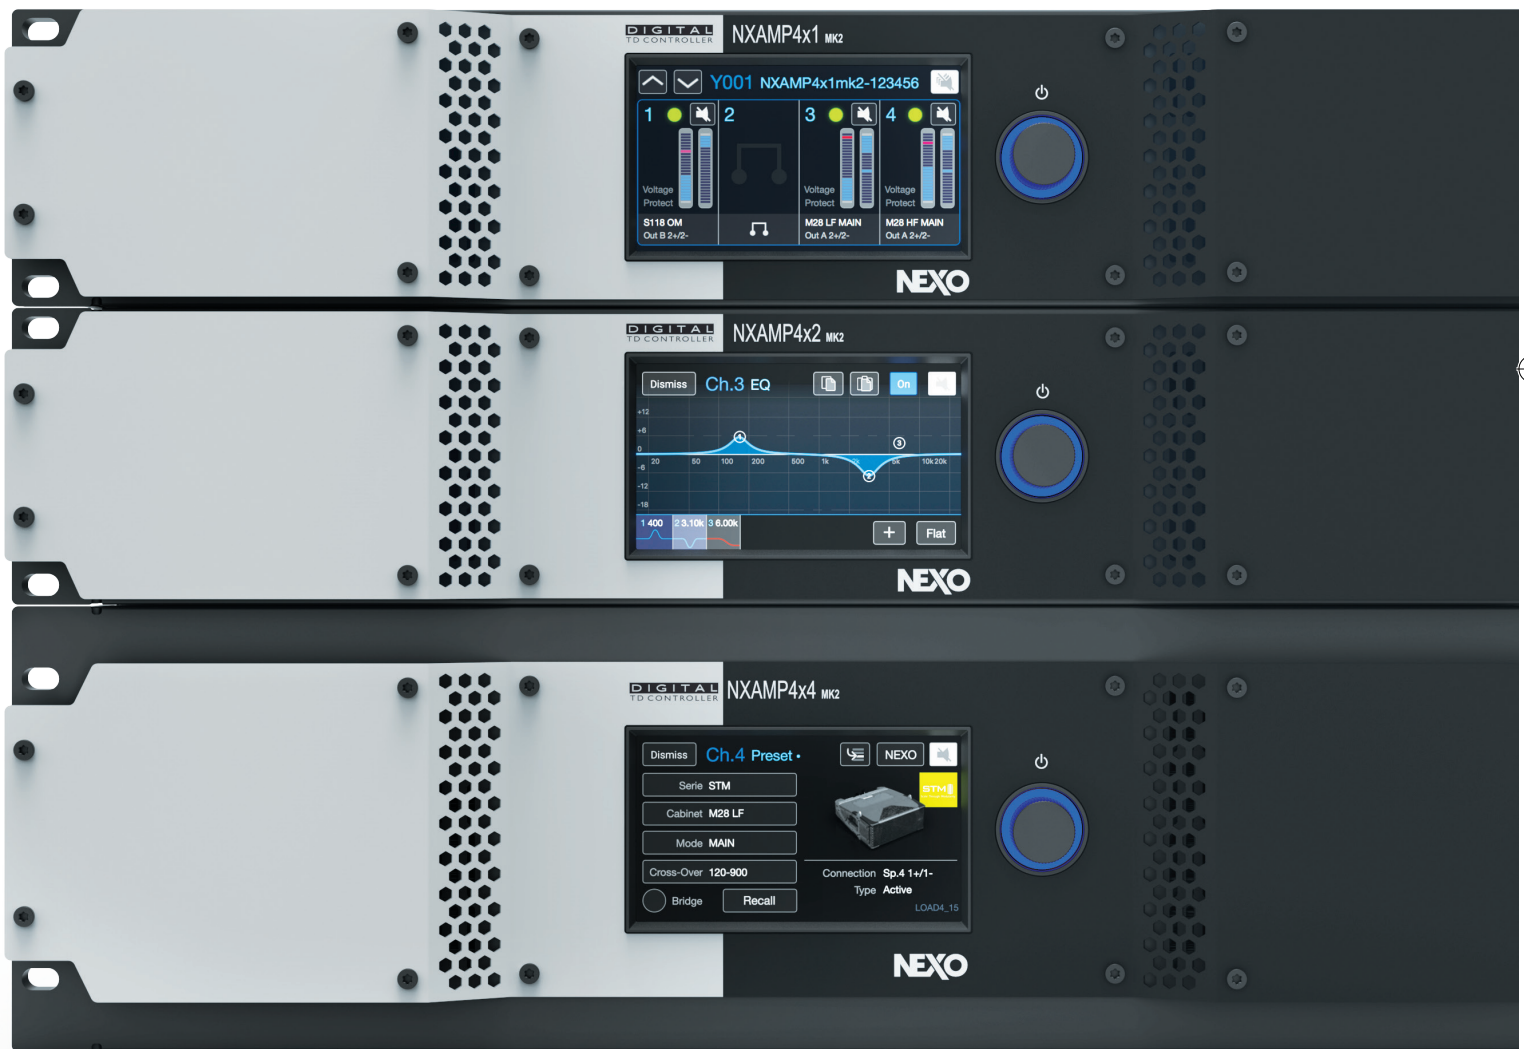 DIGITAL
TD CONTROLLER
NXAMP4x1 MK2
Y001 NXAMP4x1mk2-123456
1 2 3 4
Voltage Voltage Voltage
Protect Protect Protect
S118 OM M28 LF MAIN M28 HF MAIN
Out B 2+/2- Out A 2+/2- Out A 2+/2-
NEXO
DIGITAL
TD CONTROLLER
NXAMP4x2 MK2
Dismiss Ch.3 EQ On
+12
+6
3
0
20 50 100 200 500 1k 2k 5k 10k 20k
-6
-12
-18
1 400 2 3.10k 3 6.00k
+ Flat
NEXO
DIGITAL
TD CONTROLLER
NXAMP4x4 MK2
Dismiss Ch.4 Preset • NEXO
Serie STM
STM
Cabinet M28 LF
Mode MAIN
Cross-Over 120-900
Connection Sp.4 1+/1-
Type Active
Bridge Recall
LOAD4_15
NEXO